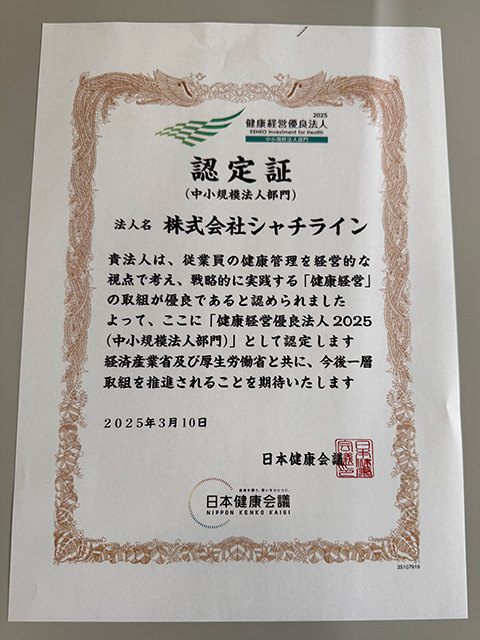 2025
健康経営優良法人
KENKO Investment for Health
中小規模法人部門
認定証
(中小規模法人部門)
法人名 株式会社シャチライン
貴法人は、従業員の健康管理を経営的な
視点で考え、戦略的に実践する「健康経営」
の取組が優良であると認められました
よって、ここに「健康経営優良法人2025
(中小規模法人部門)」として認定します
経済産業省及び厚生労働省と共に、今後一層
取組を推進されることを期待いたします
2025年3月10日
日本健康会議
日本健康会議
NIPPON KENKO KAIGI
25107919